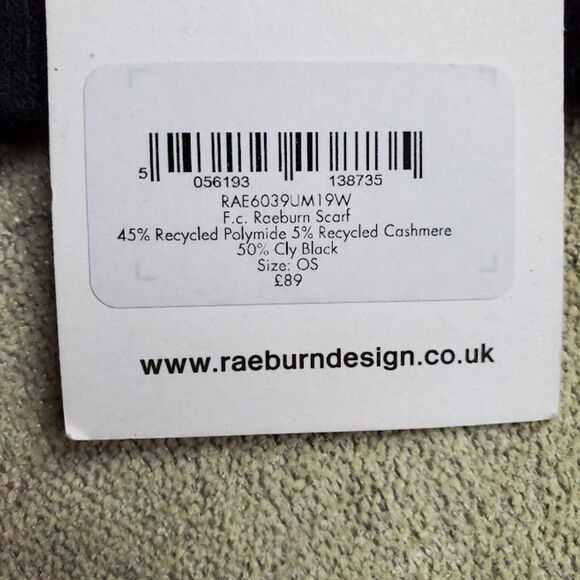 5 056193 138735
RAE6039UM19W
F.c. Raeburn Scarf
45% Recycled Polymide 5% Recycled Cashmere
50% Cly Black
Size: OS
£89
www.raeburndesign.co.uk